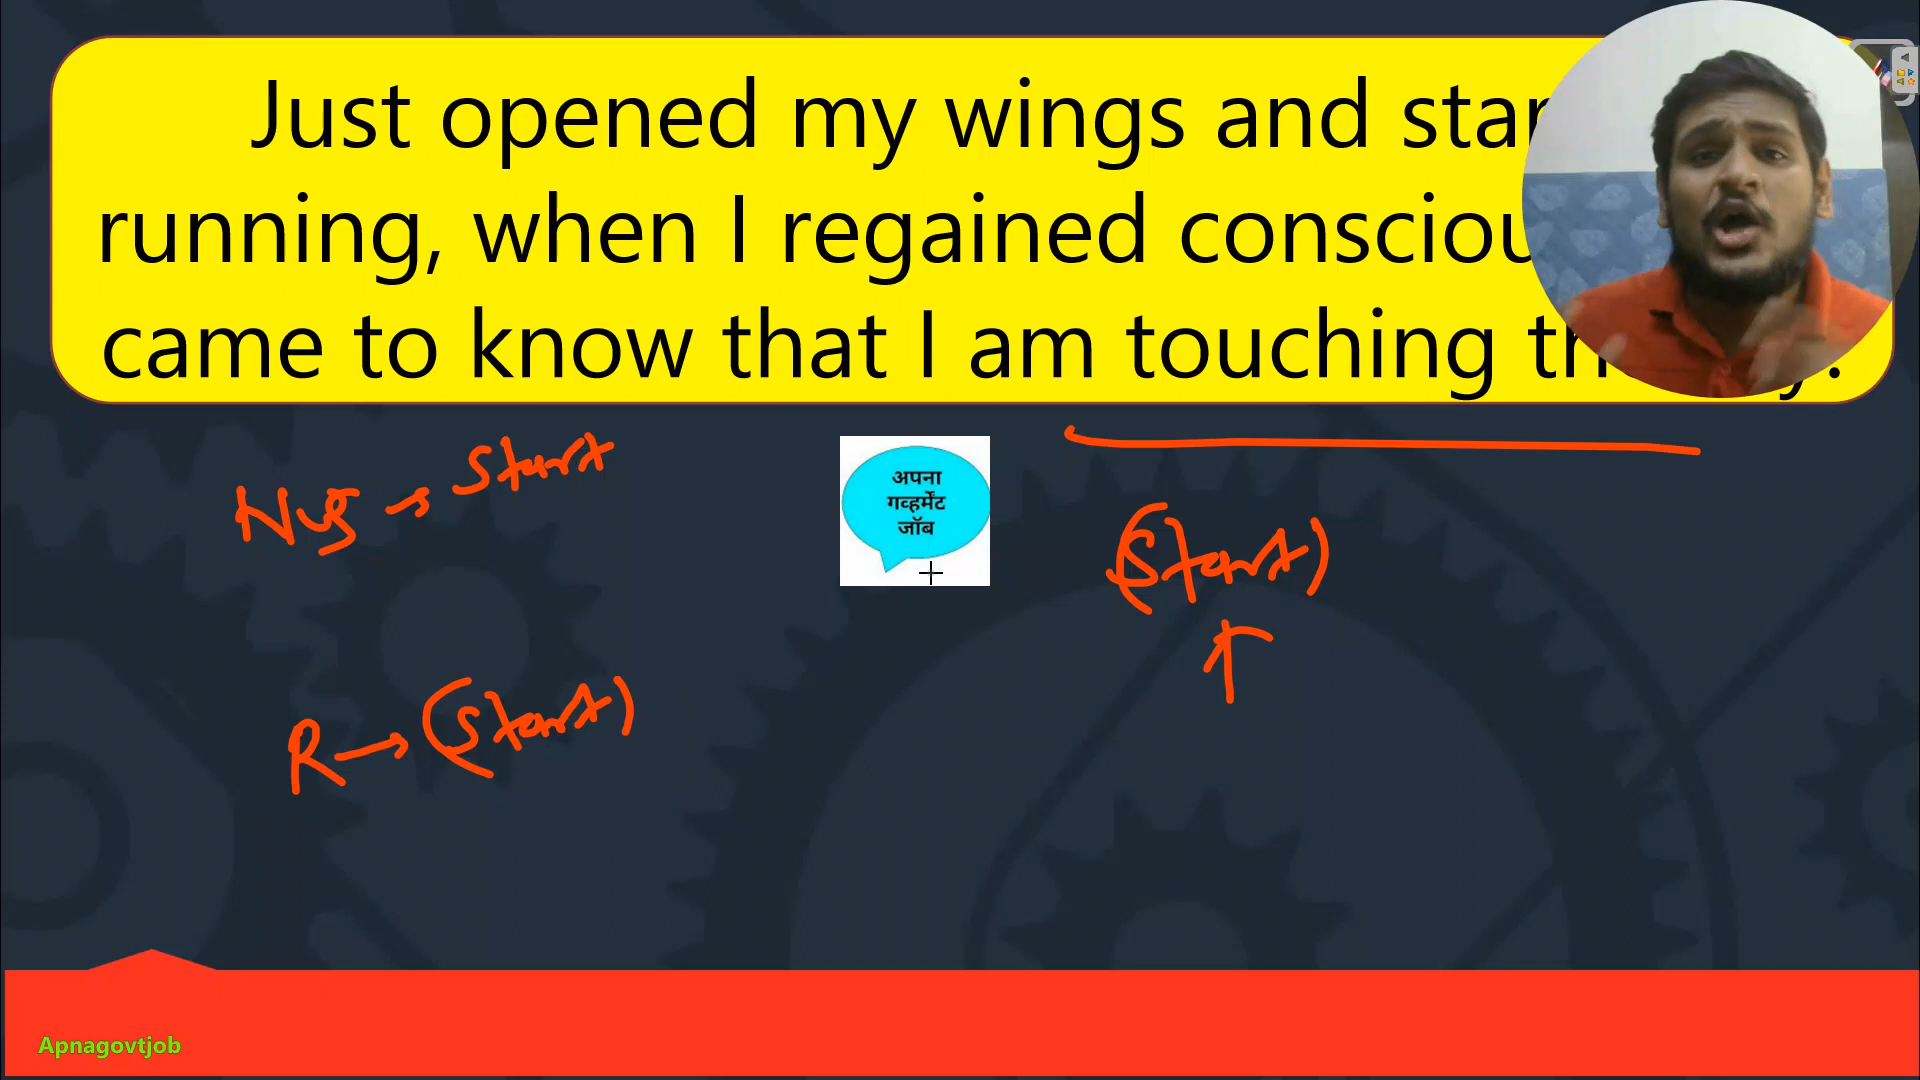 Just opened my wings and star
running, when I regained consciou
came to know that I am touching th
Start
अपना
गव्हर्मेंट
जॉब
(Start)
R → (Start)
Apnagovtjob